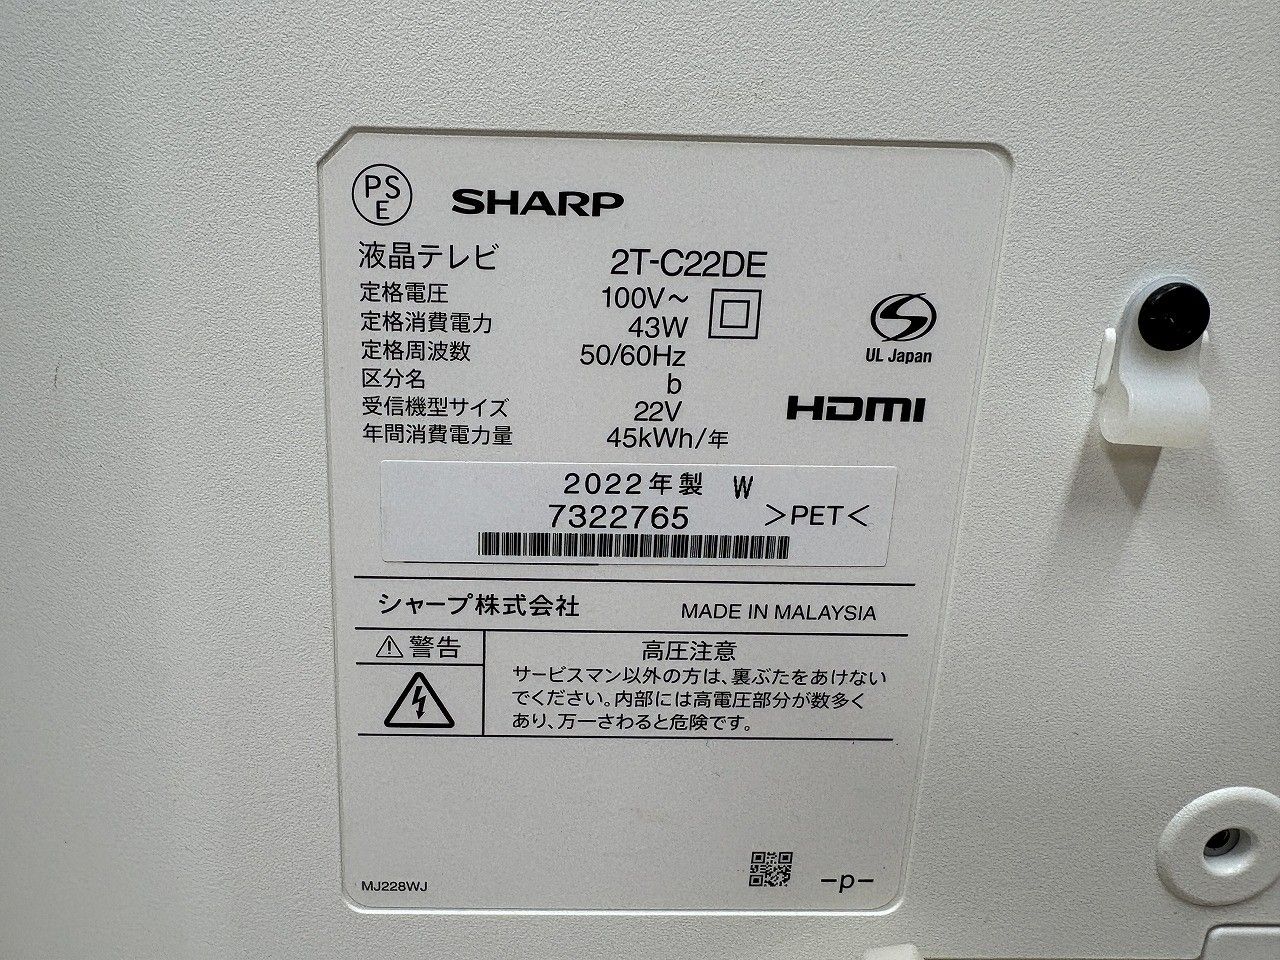 PSE SHARP
液晶テレビ 2T-C22DE
定格電圧 100V～
定格消費電力 43W
定格周波数 50/60Hz
区分名 b
受信機型サイズ 22V
年間消費電力量 45kWh/年
UL Japan
HDMI
2022年製 W
7322765 >PET<
シャープ株式会社 MADE IN MALAYSIA
⚠警告 高圧注意
サービスマン以外の方は、裏ぶたをあけない
でください。内部には高電圧部分が数多く
あり、万一さわると危険です。
MJ228WJ -p-